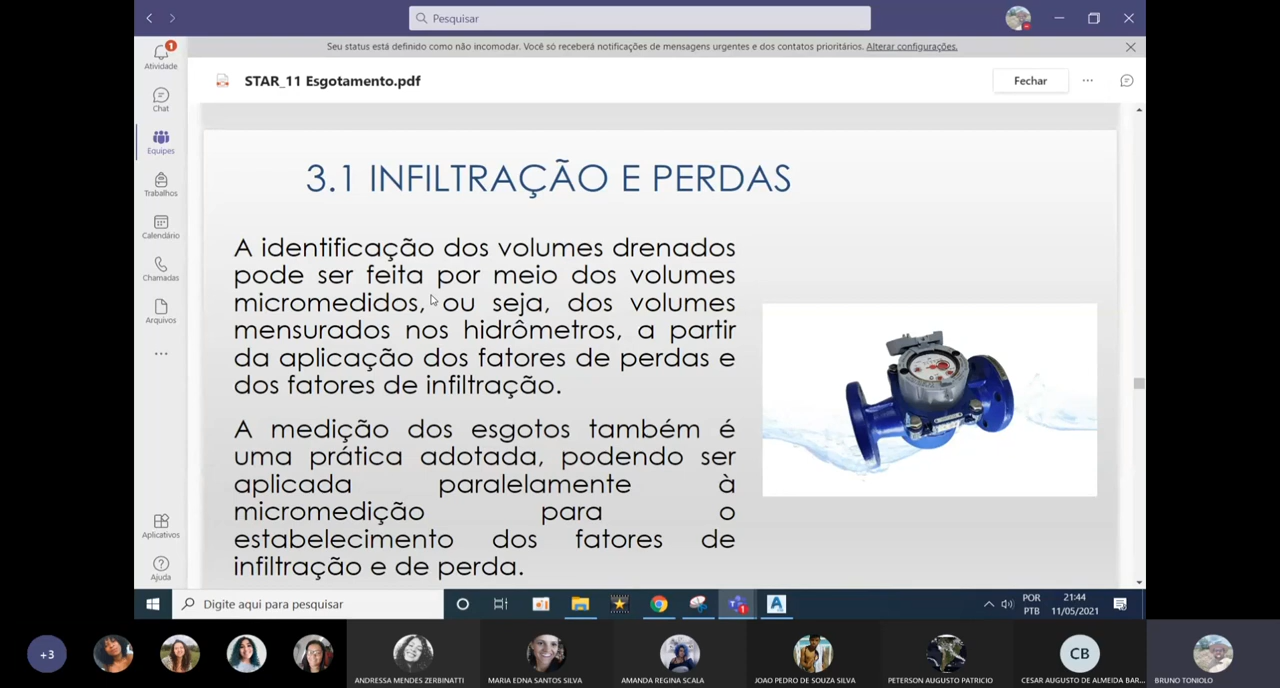 Pesquisar
Seu status está definido como não incomodar. Você só receberá notificações de mensagens urgentes e dos contatos prioritários. Alterar configurações.
1
Atividade
Chat
Equipes
Trabalhos
Calendário
Chamadas
Arquivos
Aplicativos
Ajuda
STAR_11 Esgotamento.pdf
Fechar
3.1 INFILTRAÇÃO E PERDAS
A identificação dos volumes drenados
pode ser feita por meio dos volumes
micromedidos, ou seja, dos volumes
mensurados nos hidrômetros, a partir
da aplicação dos fatores de perdas e
dos fatores de infiltração.
A medição dos esgotos também é
uma prática adotada, podendo ser
aplicada paralelamente à
micromedição para o
estabelecimento dos fatores de
infiltração e de perda.
Digite aqui para pesquisar
1
A
POR
PTB
21:44
11/05/2021
+3
ANDRESSA MENDES ZERBINATTI
MARIA EDNA SANTOS SILVA
AMANDA REGINA SCALA
JOAO PEDRO DE SOUZA SILVA
PETERSON AUGUSTO PATRICIO
CB
CESAR AUGUSTO DE ALMEIDA BAR...
BRUNO TONIOLO